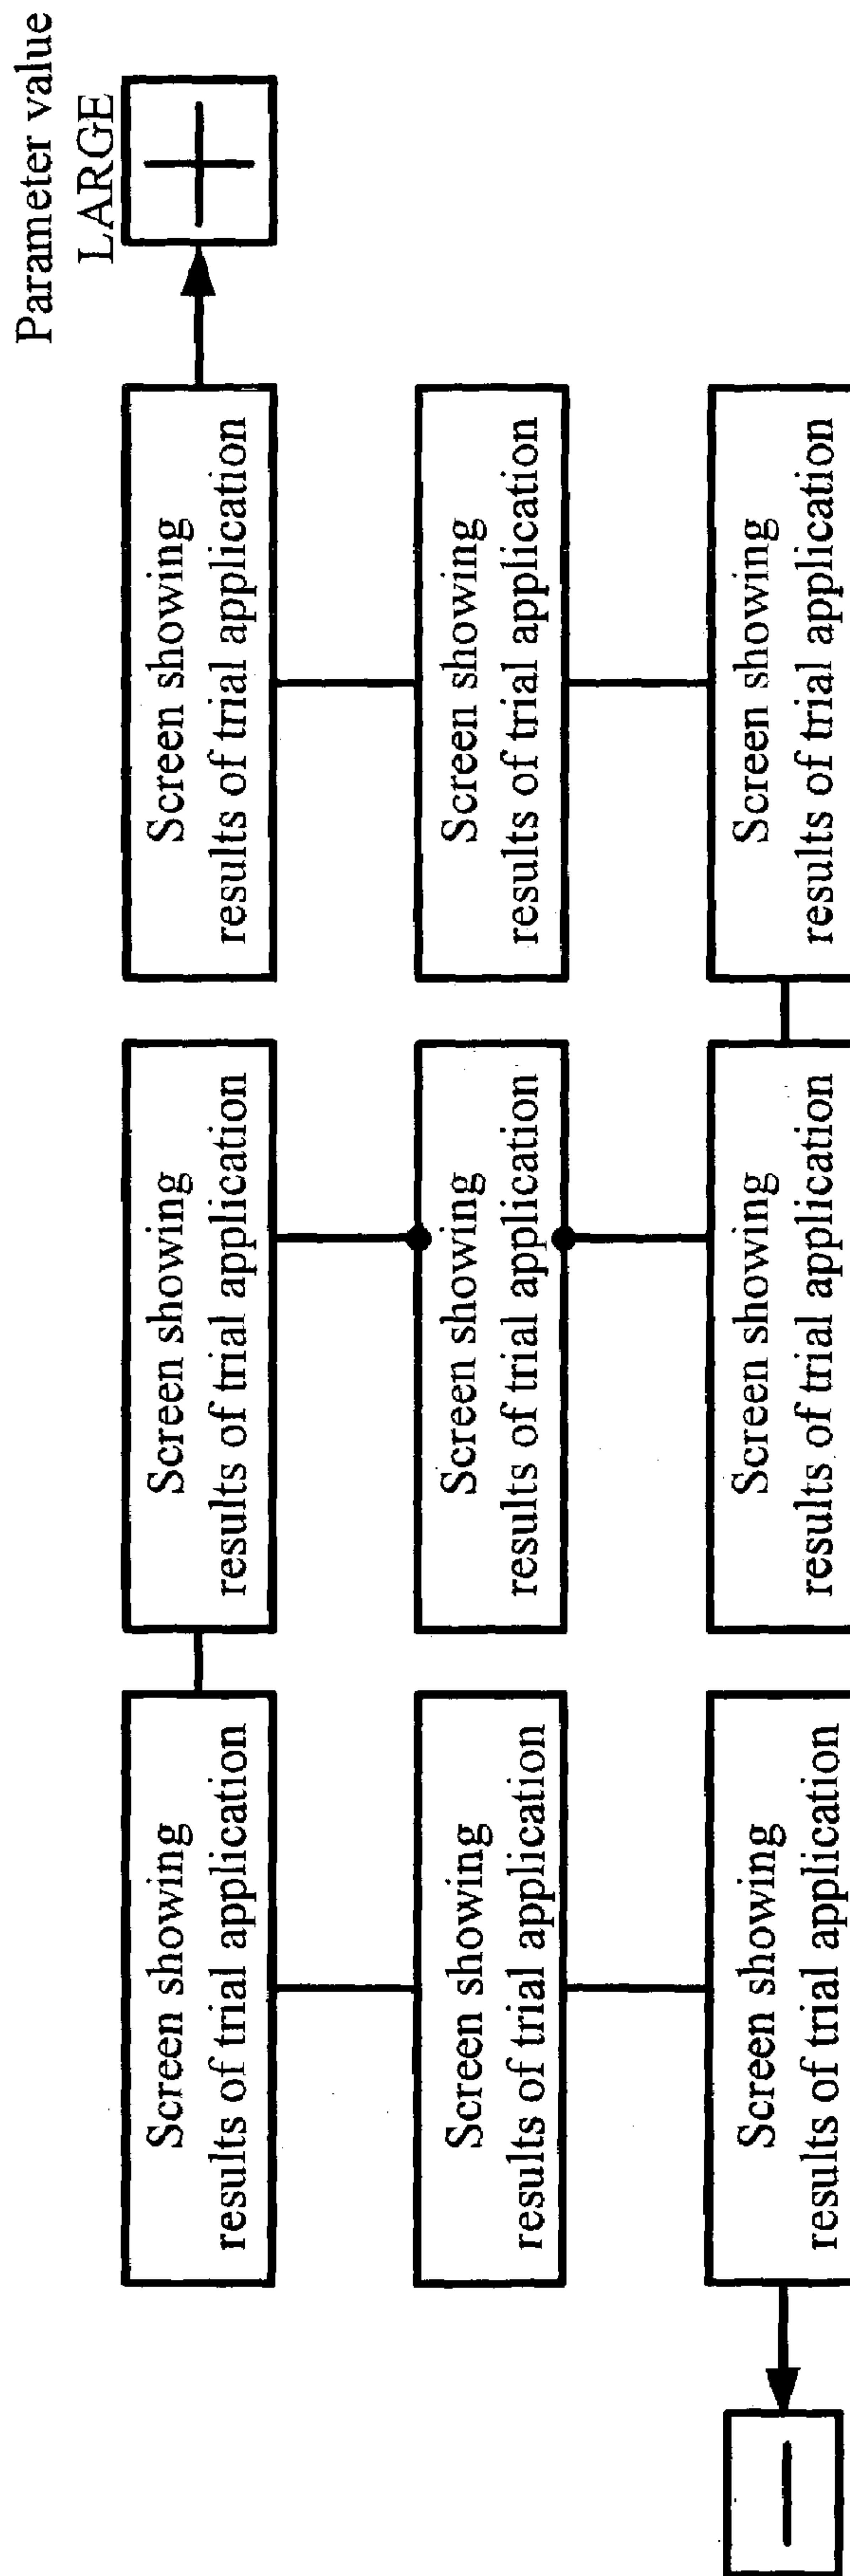 Parameter value
LARGE
+
Screen showing
results of trial application
Screen showing
results of trial application
Screen showing
results of trial application
Screen showing
results of trial application
Screen showing
results of trial application
Screen showing
results of trial application
−
Screen showing
results of trial application
Screen showing
results of trial application
Screen showing
results of trial application